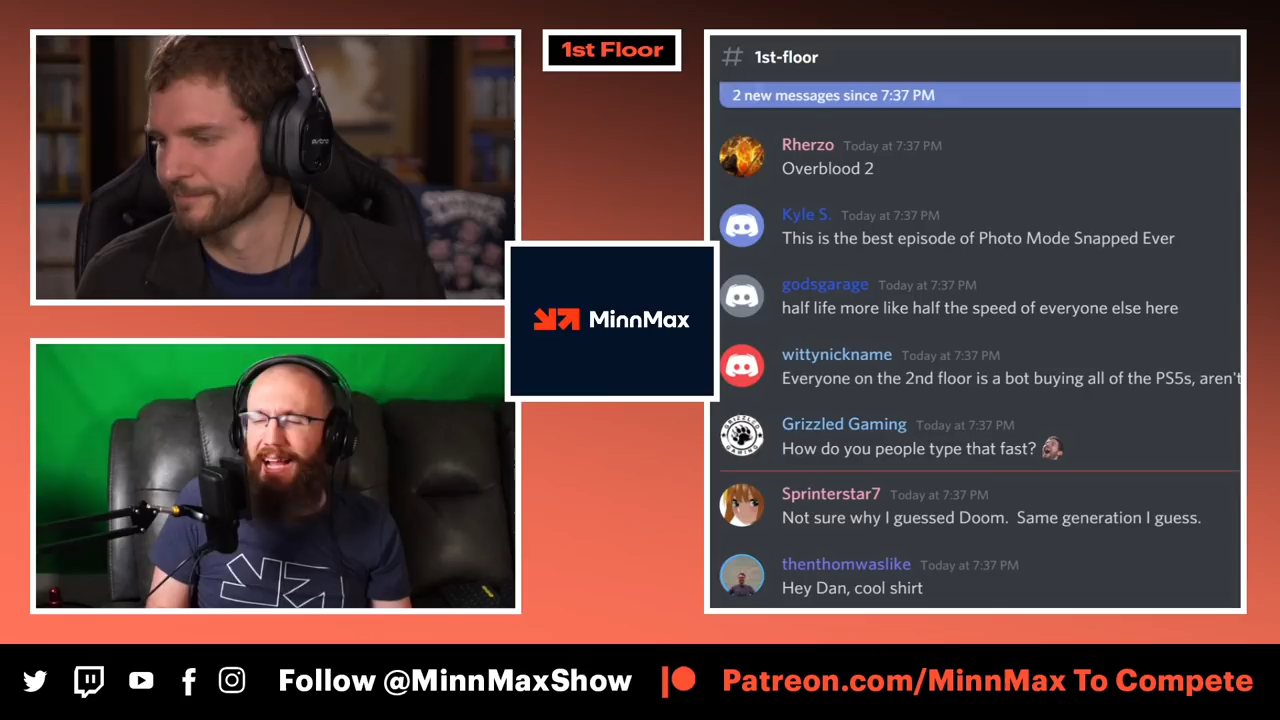 1st Floor
# 1st-floor
2 new messages since 7:37 PM
Rherzo Today at 7:37 PM
Overblood 2
Kyle S. Today at 7:37 PM
This is the best episode of Photo Mode Snapped Ever
godsgarage Today at 7:37 PM
half life more like half the speed of everyone else here
wittynickname Today at 7:37 PM
Everyone on the 2nd floor is a bot buying all of the PS5s, aren't
Grizzled Gaming Today at 7:37 PM
How do you people type that fast?
Sprinterstar7 Today at 7:37 PM
Not sure why I guessed Doom. Same generation I guess.
thenthomwaslike Today at 7:37 PM
Hey Dan, cool shirt
MinnMax
astro
GRIZZLED
GAMING
Follow @MinnMaxShow
Patreon.com/MinnMax To Compete